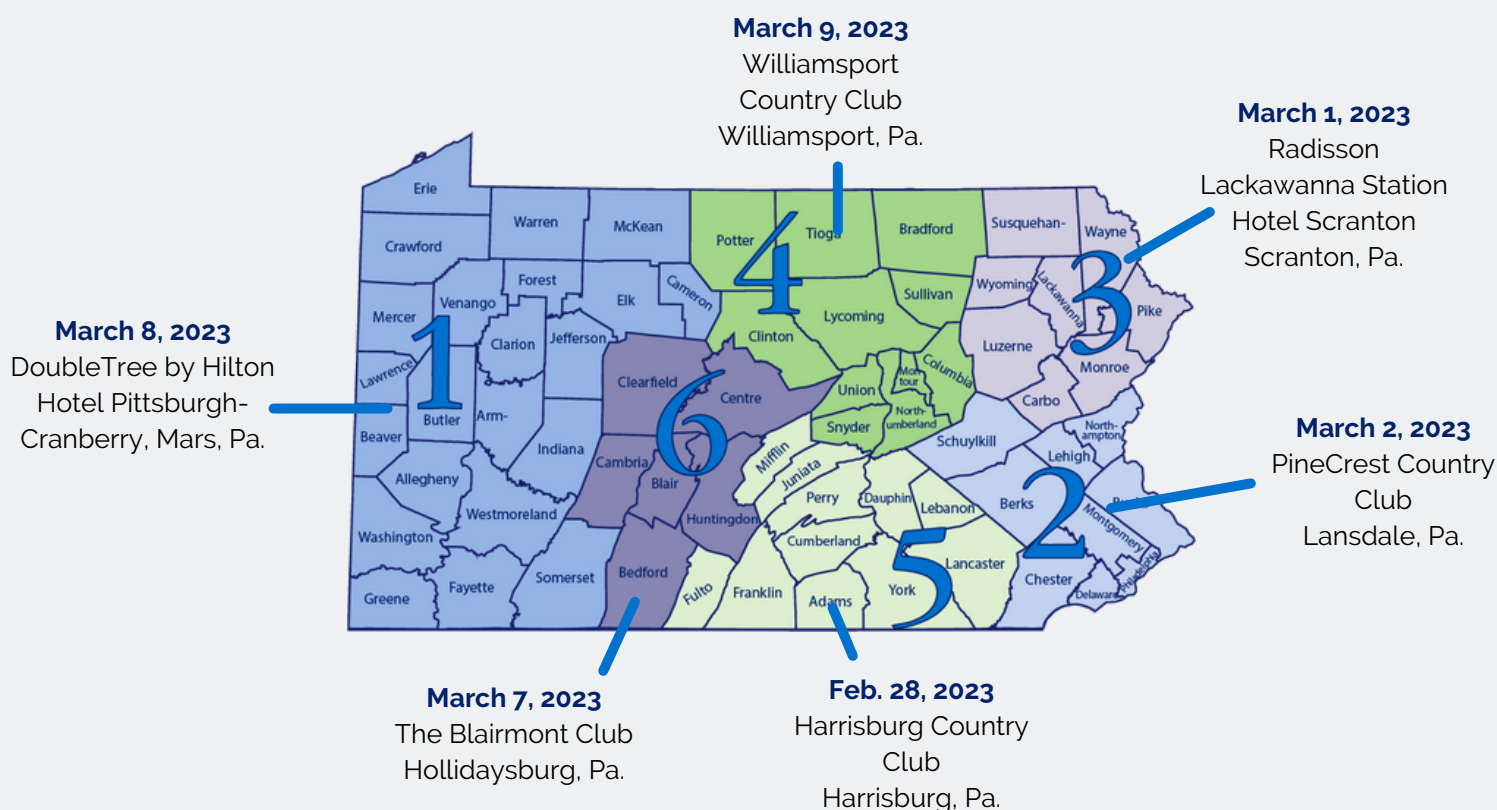 March 9, 2023
Williamsport
Country Club
Williamsport, Pa.
March 1, 2023
Radisson
Lackawanna Station
Hotel Scranton
Scranton, Pa.
March 8, 2023
DoubleTree by Hilton
Hotel Pittsburgh-
Cranberry, Mars, Pa.
March 2, 2023
PineCrest Country
Club
Lansdale, Pa.
March 7, 2023
The Blairmont Club
Hollidaysburg, Pa.
Feb. 28, 2023
Harrisburg Country
Club
Harrisburg, Pa.
1
Erie
Crawford
Warren
McKean
Forest
Venango
Mercer
Elk
Cameron
Clarion
Jefferson
Lawrence
Butler
Arm-
Beaver
Indiana
Allegheny
Westmoreland
Washington
Greene
Fayette
Somerset
4
Potter
Tioga
Bradford
Sullivan
Lycoming
Clinton
Columbia
Mon
tour
Union
North-
umberland
Snyder
3
Susquehan-
Wayne
Wyoming
Lackawanna
Pike
Luzerne
Monroe
Carbo
6
Clearfield
Centre
Cambria
Blair
Huntingdon
Bedford
5
Mifflin
Juniata
Perry
Dauphin
Lebanon
Cumberland
Lancaster
York
Adams
Franklin
Fulto
2
Schuylkill
North-
ampton
Lehigh
Berks
Montgomery
Chester
Delaware
Philadelphia